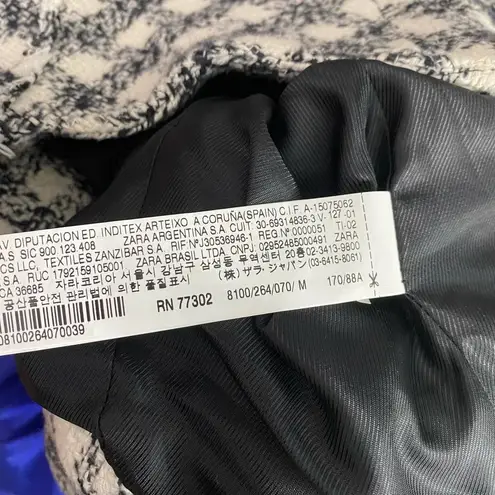 AV. DIPUTACION ED. INDITEX ARTEIXO A CORUÑA (SPAIN) C.I.F. A-15075062
A.S. SIC 900 123 408 ZARA ARGENTINA S.A. CUIT: 30-69314836-3 V- 127 -01
CS LLC, TEXTILES ZANZIBAR S.A. RIF NºJ30536946-1 REG Nº0000051 TI-02
S.A. RUC 1792159105001 ZARA BRASIL LTDA. CNPJ: 02952485000491 ZARA
CA 36685 자라코리아 서울시 강남구 삼성동 무역센터 20층 02-3413-9800
공산품안전 관리법에 의한 품질표시 (株) ザラ・ジャパン (03-6415-8061)
RN 77302 8100/264/070/ M 170/88A
08100264070039